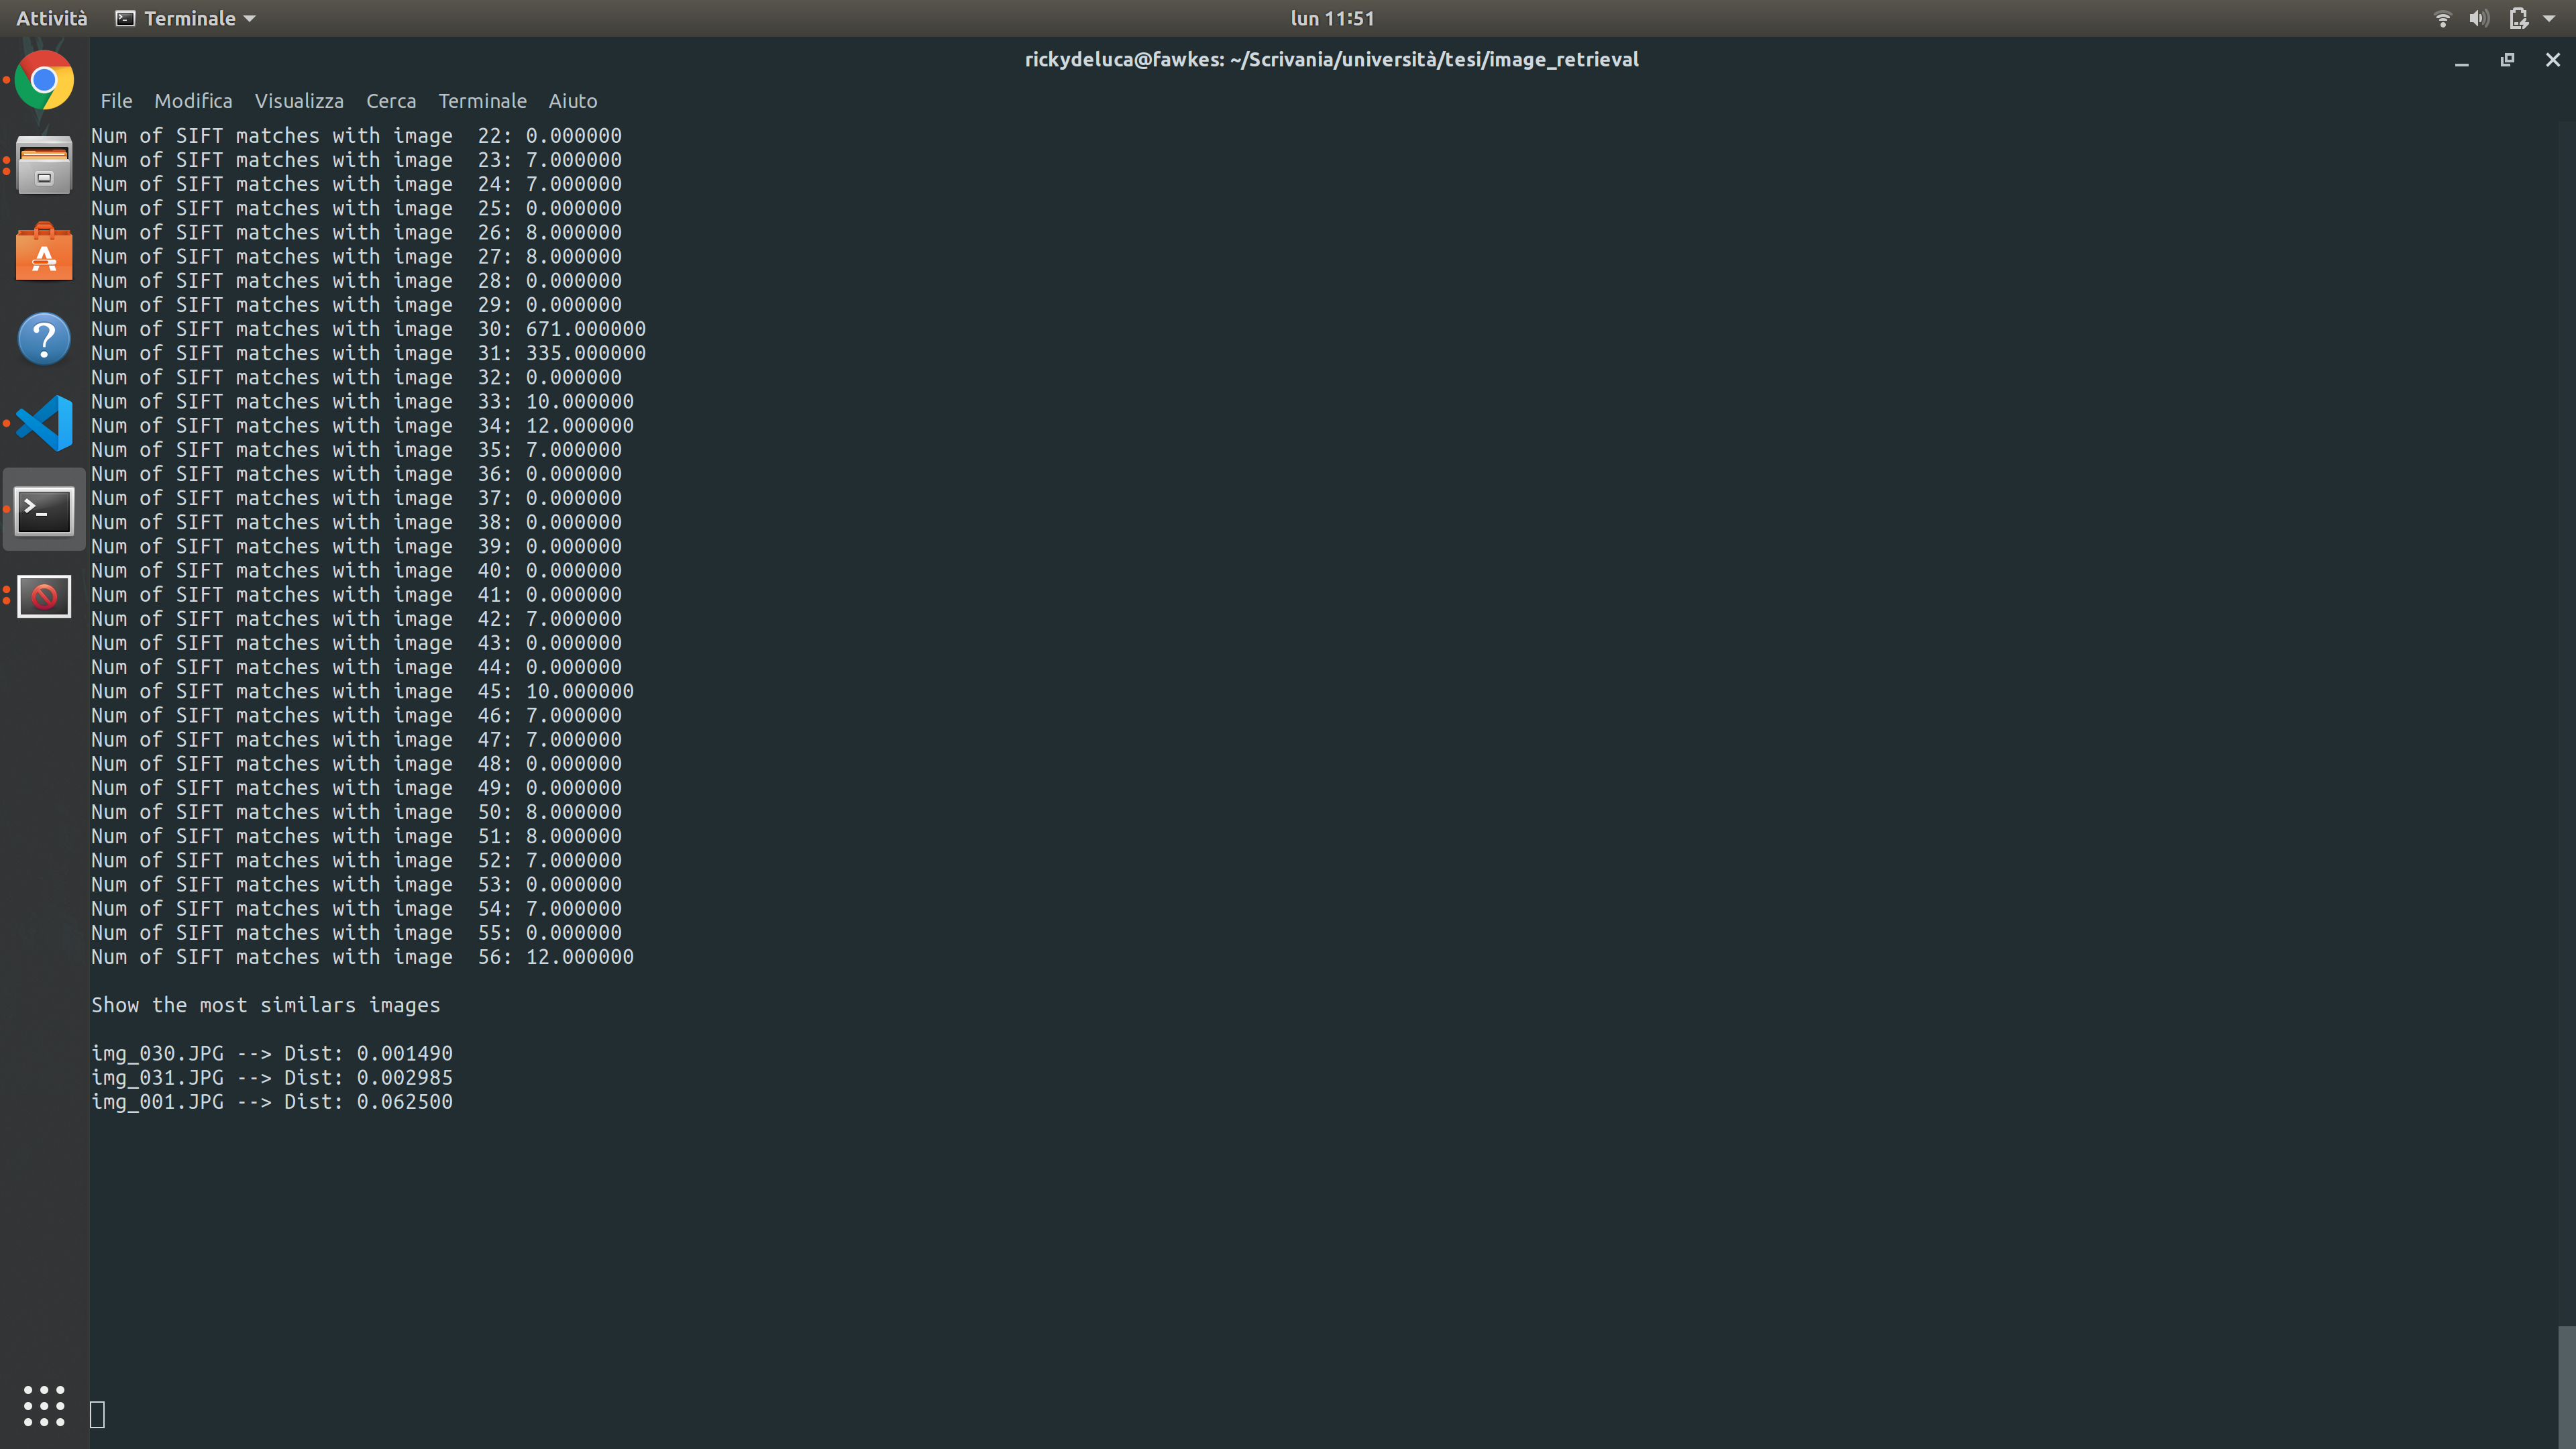 Attività Terminale lun 11:51
rickydeluca@fawkes: ~/Scrivania/università/tesi/image_retrieval
File Modifica Visualizza Cerca Terminale Aiuto
Num of SIFT matches with image  22: 0.000000
Num of SIFT matches with image  23: 7.000000
Num of SIFT matches with image  24: 7.000000
Num of SIFT matches with image  25: 0.000000
Num of SIFT matches with image  26: 8.000000
Num of SIFT matches with image  27: 8.000000
Num of SIFT matches with image  28: 0.000000
Num of SIFT matches with image  29: 0.000000
Num of SIFT matches with image  30: 671.000000
Num of SIFT matches with image  31: 335.000000
Num of SIFT matches with image  32: 0.000000
Num of SIFT matches with image  33: 10.000000
Num of SIFT matches with image  34: 12.000000
Num of SIFT matches with image  35: 7.000000
Num of SIFT matches with image  36: 0.000000
Num of SIFT matches with image  37: 0.000000
Num of SIFT matches with image  38: 0.000000
Num of SIFT matches with image  39: 0.000000
Num of SIFT matches with image  40: 0.000000
Num of SIFT matches with image  41: 0.000000
Num of SIFT matches with image  42: 7.000000
Num of SIFT matches with image  43: 0.000000
Num of SIFT matches with image  44: 0.000000
Num of SIFT matches with image  45: 10.000000
Num of SIFT matches with image  46: 7.000000
Num of SIFT matches with image  47: 7.000000
Num of SIFT matches with image  48: 0.000000
Num of SIFT matches with image  49: 0.000000
Num of SIFT matches with image  50: 8.000000
Num of SIFT matches with image  51: 8.000000
Num of SIFT matches with image  52: 7.000000
Num of SIFT matches with image  53: 0.000000
Num of SIFT matches with image  54: 7.000000
Num of SIFT matches with image  55: 0.000000
Num of SIFT matches with image  56: 12.000000
Show the most similars images
img_030.JPG --> Dist: 0.001490
img_031.JPG --> Dist: 0.002985
img_001.JPG --> Dist: 0.062500